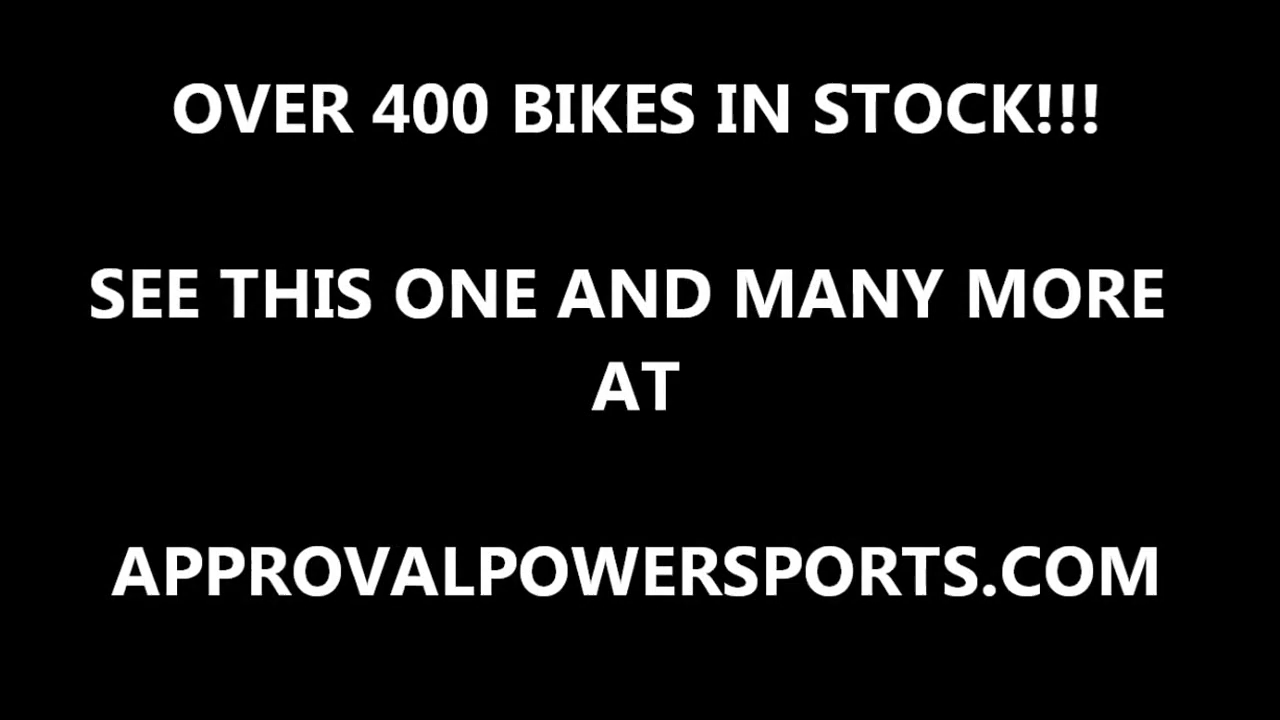 OVER 400 BIKES IN STOCK!!!
SEE THIS ONE AND MANY MORE
AT
APPROVALPOWERSPORTS.COM